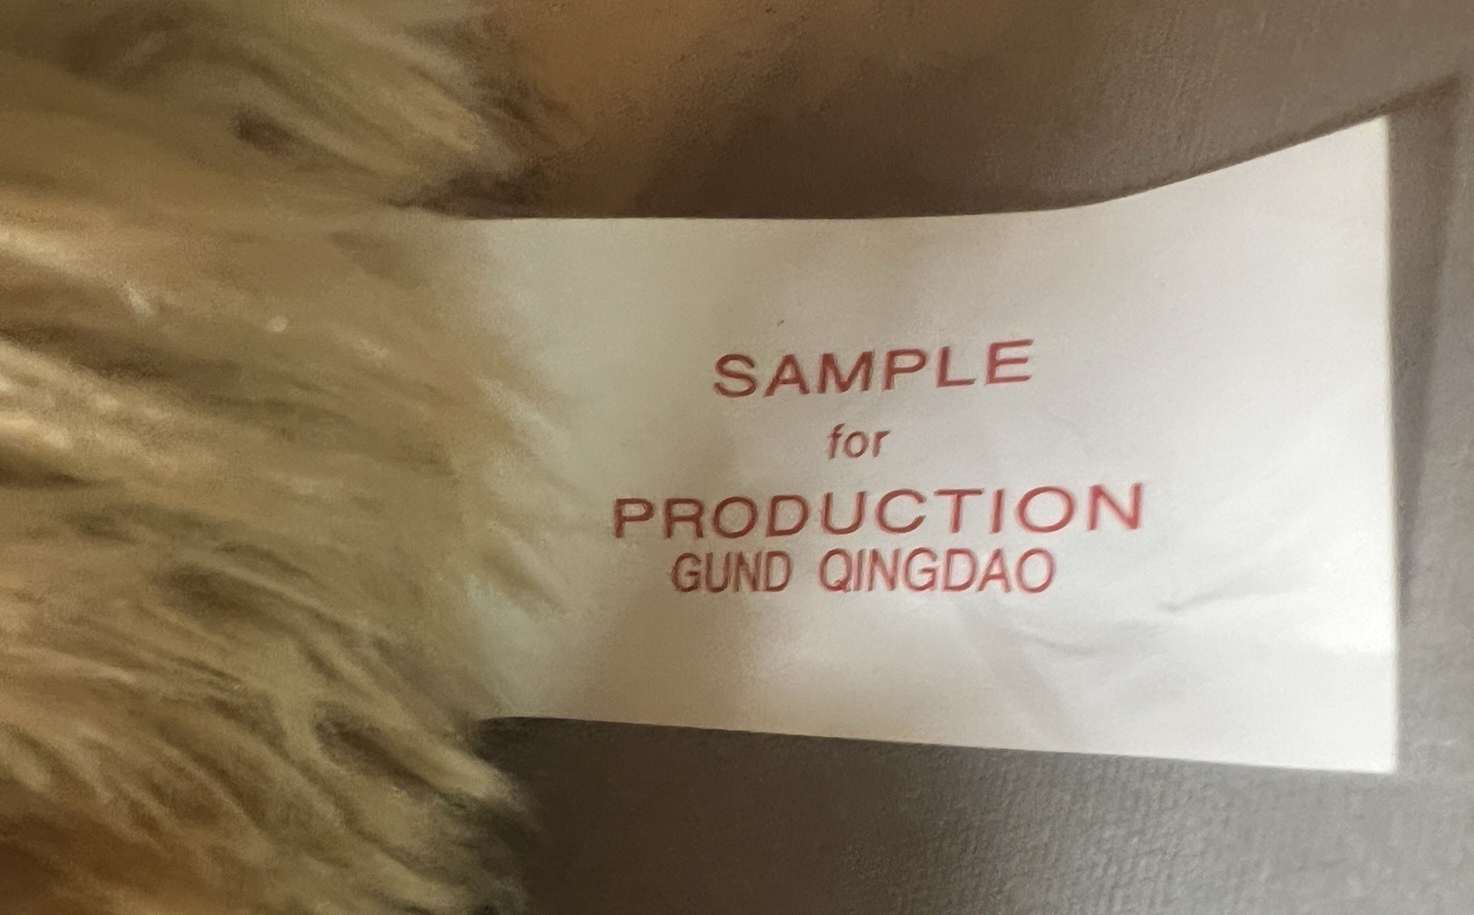 SAMPLE
for
PRODUCTION
GUND QINGDAO